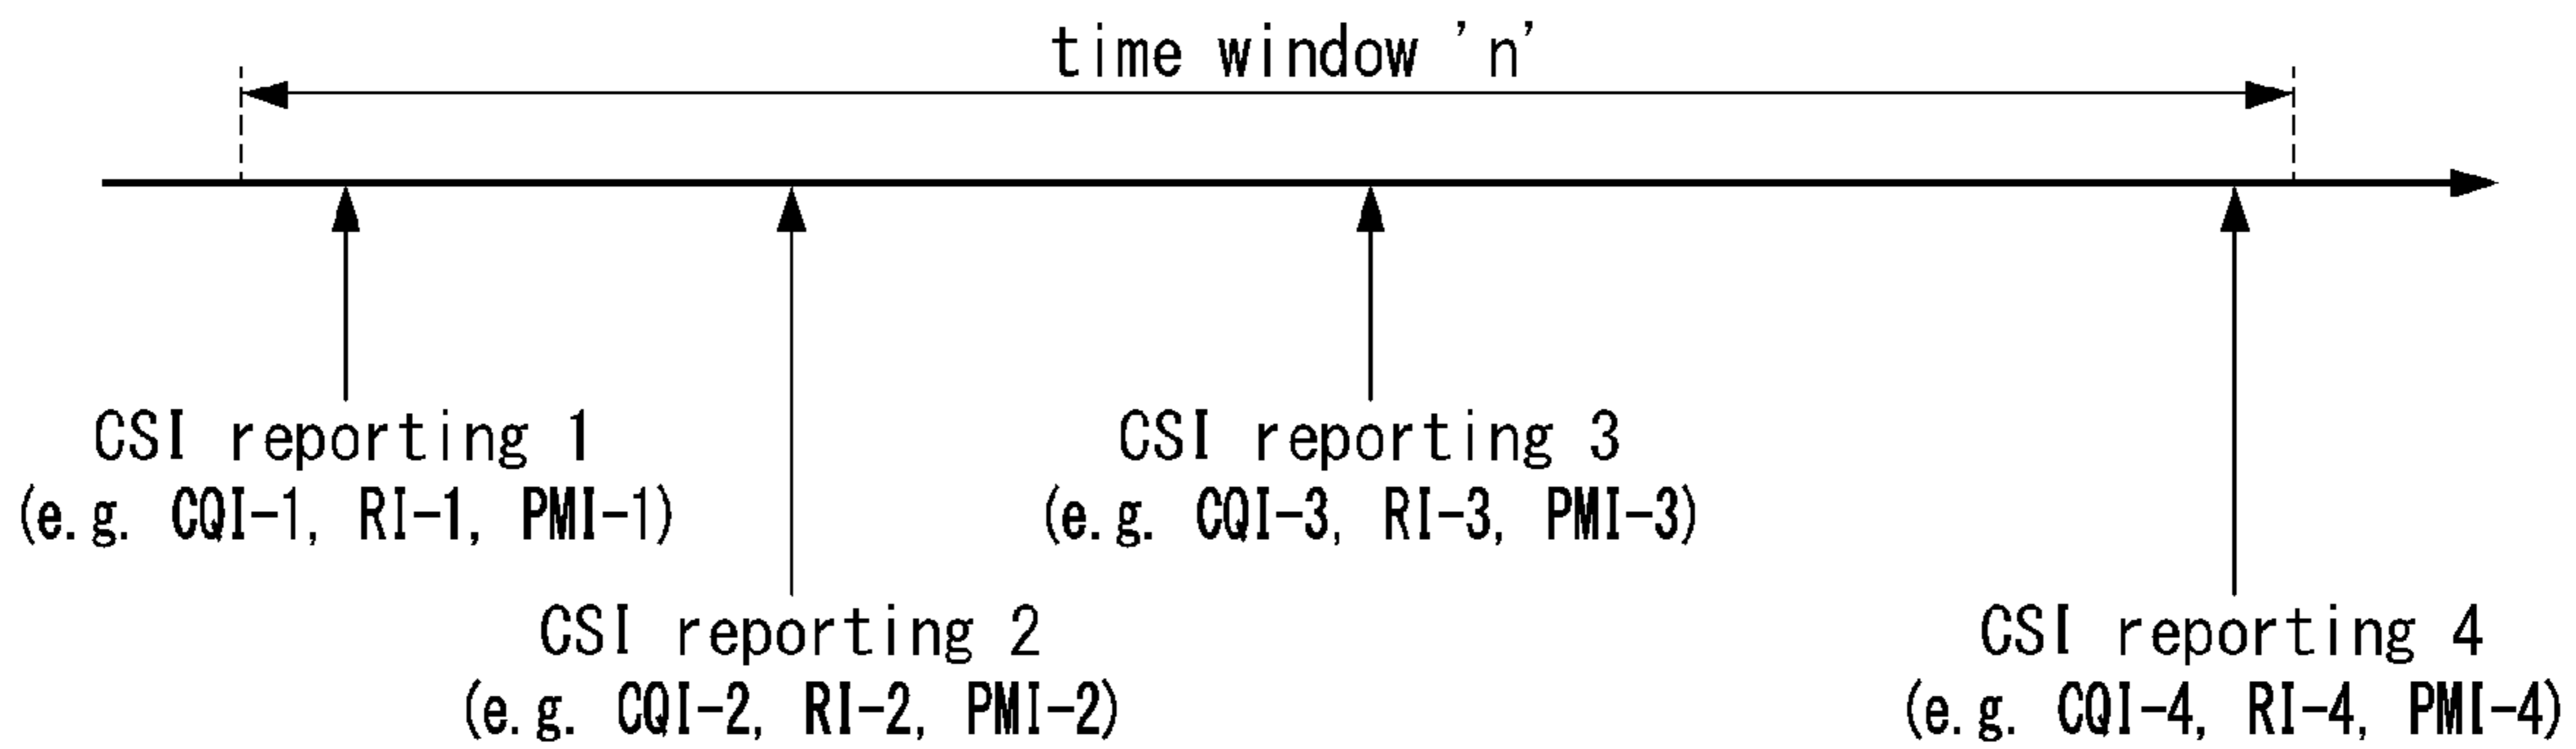 time window 'n'
CSI reporting 1
(e.g. CQI-1, RI-1, PMI-1)
CSI reporting 2
(e.g. CQI-2, RI-2, PMI-2)
CSI reporting 3
(e.g. CQI-3, RI-3, PMI-3)
CSI reporting 4
(e.g. CQI-4, RI-4, PMI-4)